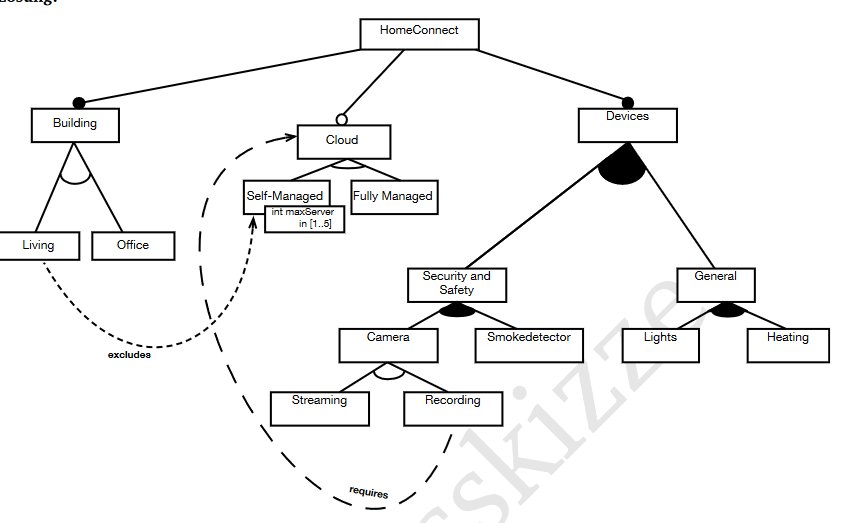 HomeConnect
Building
Cloud
Devices
Self-Managed
Fully Managed
int maxServer
in [1..5]
Living
Office
Security and
Safety
General
Camera
Smokedetector
Lights
Heating
Streaming
Recording
excludes
requires
sskizze